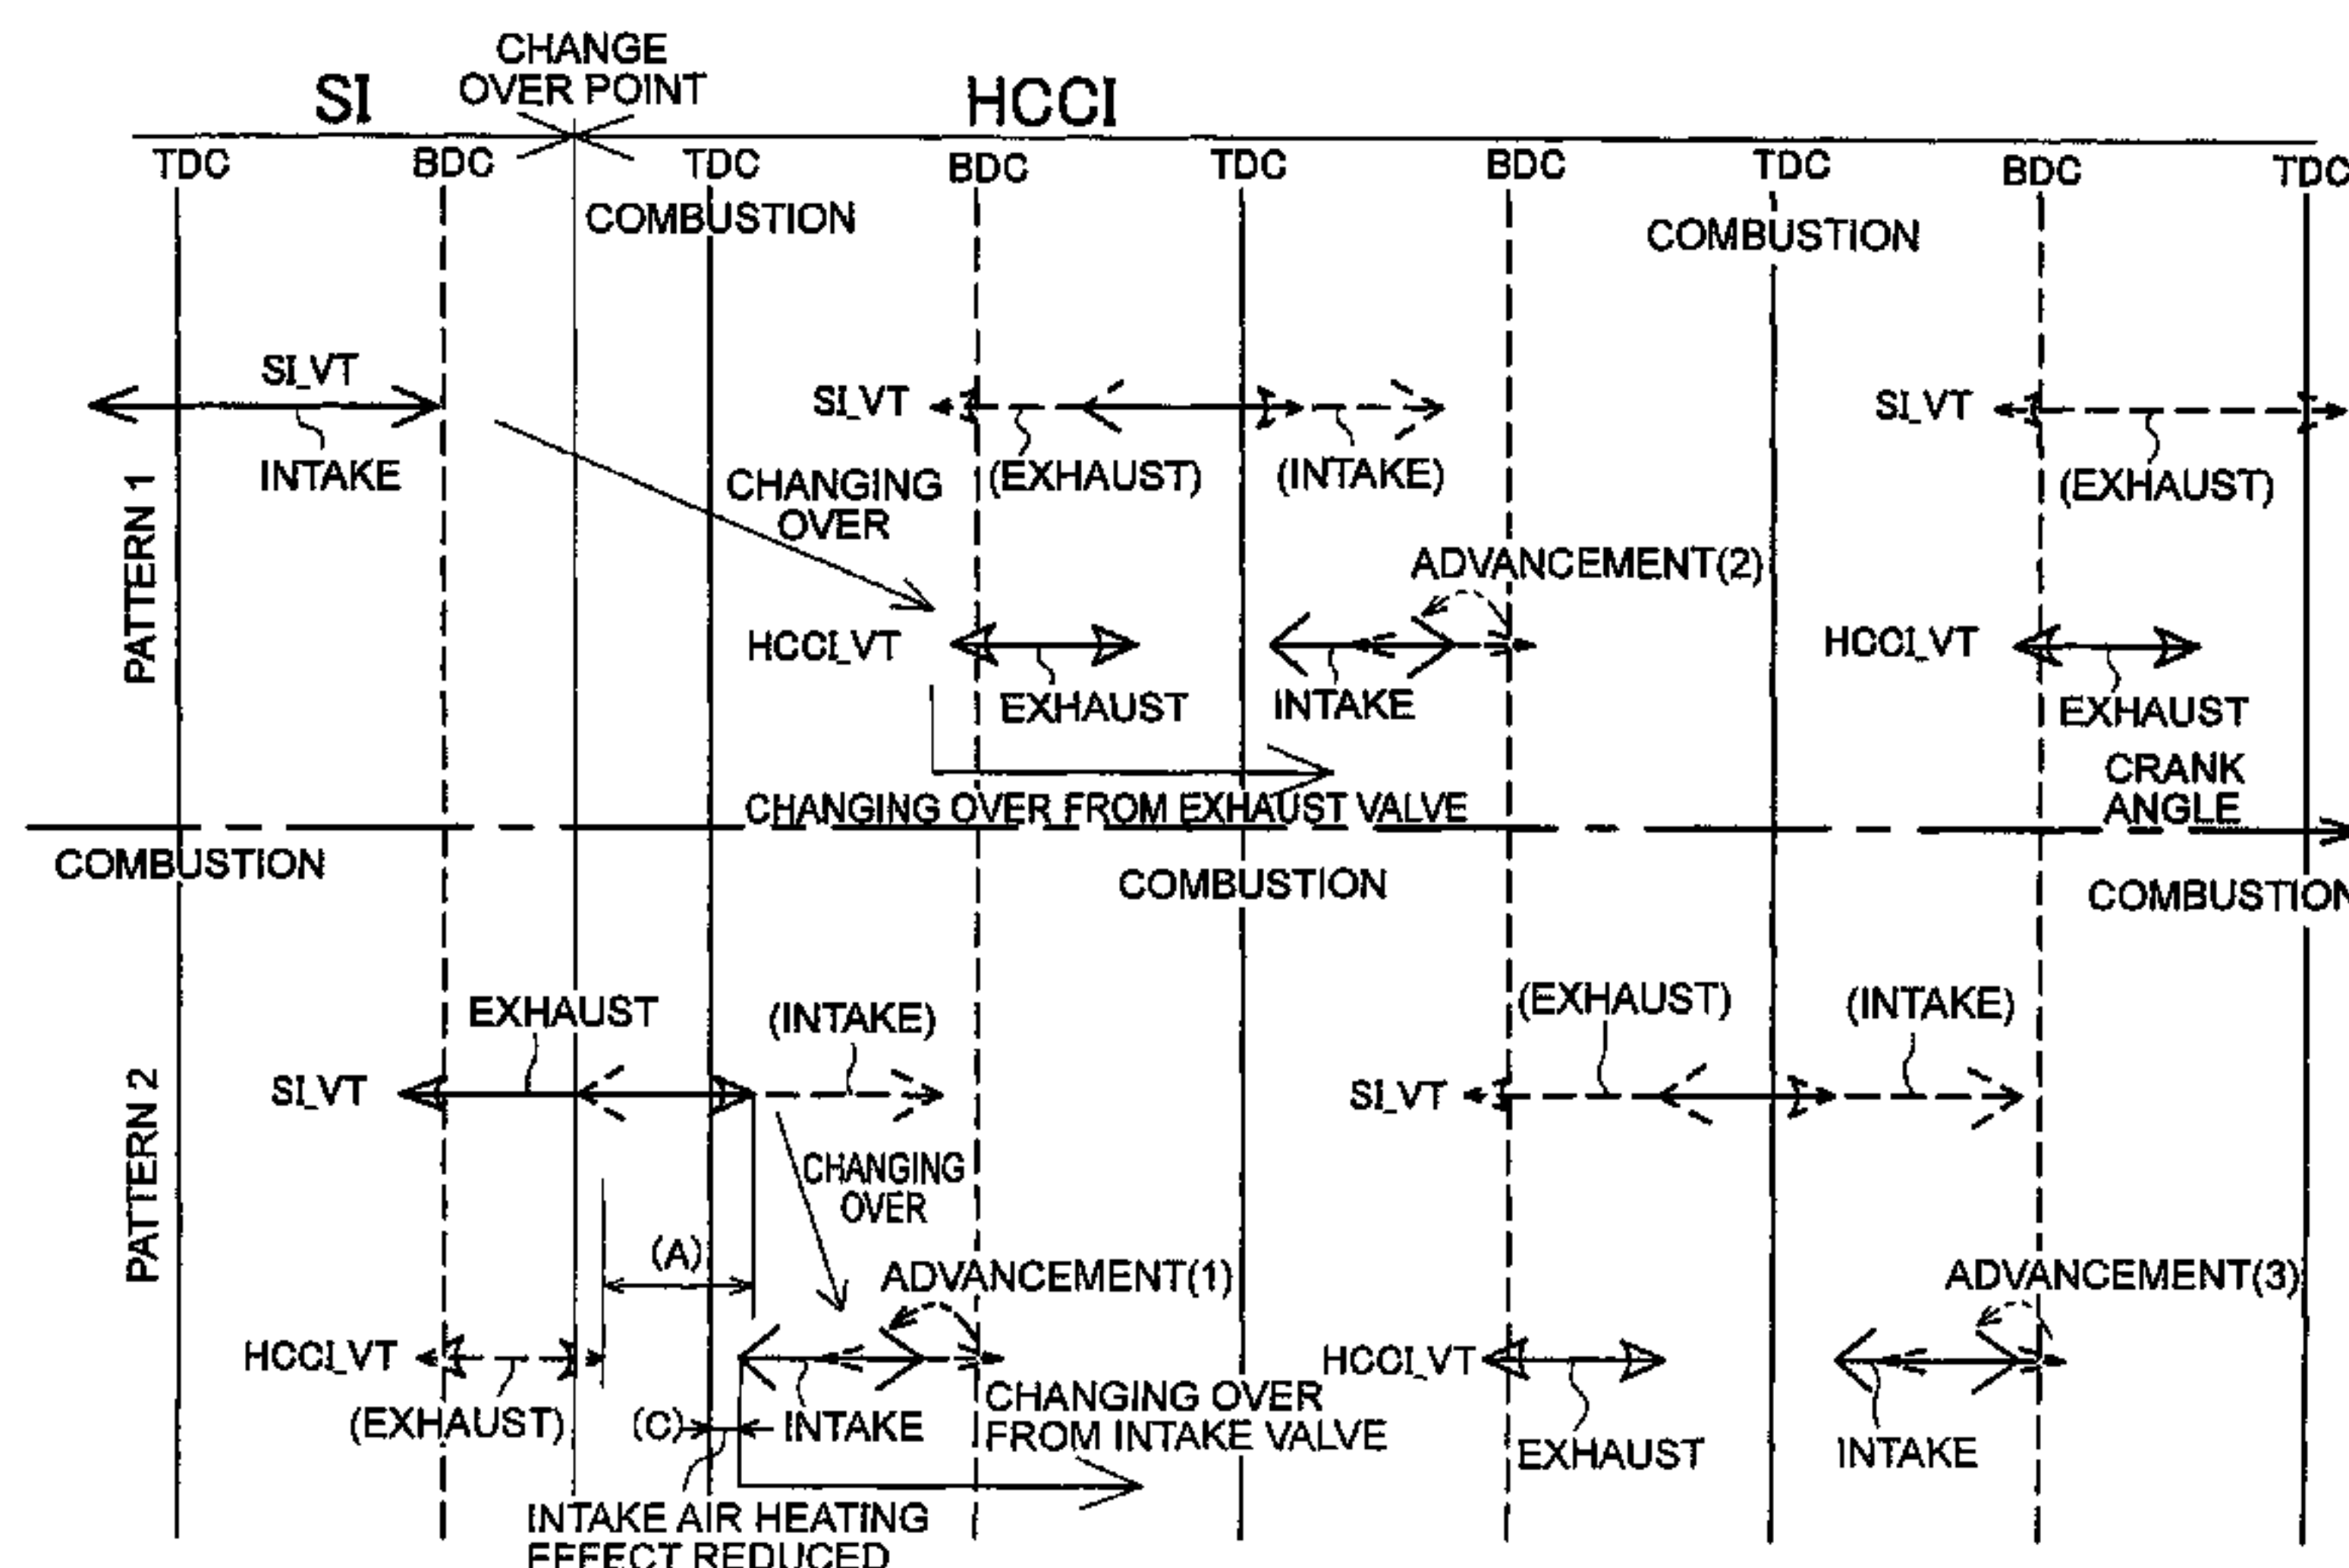 CHANGE
OVER POINT
SI
HCCI
TDC
BDC
TDC
BDC
TDC
BDC
TDC
BDC
TDC
COMBUSTION
COMBUSTION
PATTERN 1
SI_VT
INTAKE
SI_VT
(EXHAUST)
(INTAKE)
SI_VT
(EXHAUST)
CHANGING
OVER
ADVANCEMENT(2)
HCCI_VT
EXHAUST
INTAKE
HCCI_VT
EXHAUST
CHANGING OVER FROM EXHAUST VALVE
CRANK
ANGLE
COMBUSTION
COMBUSTION
COMBUSTION
PATTERN 2
EXHAUST
(INTAKE)
SI_VT
(EXHAUST)
(INTAKE)
SI_VT
CHANGING
OVER
(A)
ADVANCEMENT(1)
ADVANCEMENT(3)
HCCI_VT
(EXHAUST)
(C)
INTAKE
CHANGING OVER
FROM INTAKE VALVE
HCCI_VT
EXHAUST
INTAKE
INTAKE AIR HEATING
EFFECT REDUCED